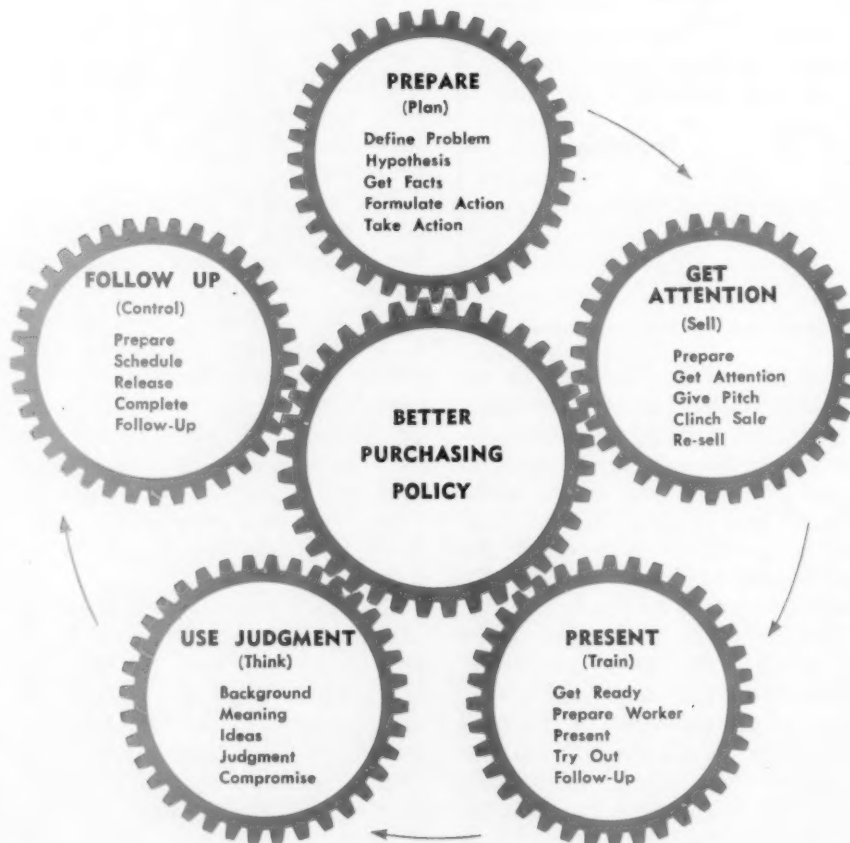 PREPARE
(Plan)
Define Problem
Hypothesis
Get Facts
Formulate Action
Take Action
GET
ATTENTION
(Sell)
Prepare
Get Attention
Give Pitch
Clinch Sale
Re-sell
PRESENT
(Train)
Get Ready
Prepare Worker
Present
Try Out
Follow-Up
USE JUDGMENT
(Think)
Background
Meaning
Ideas
Judgment
Compromise
FOLLOW UP
(Control)
Prepare
Schedule
Release
Complete
Follow-Up
BETTER
PURCHASING
POLICY